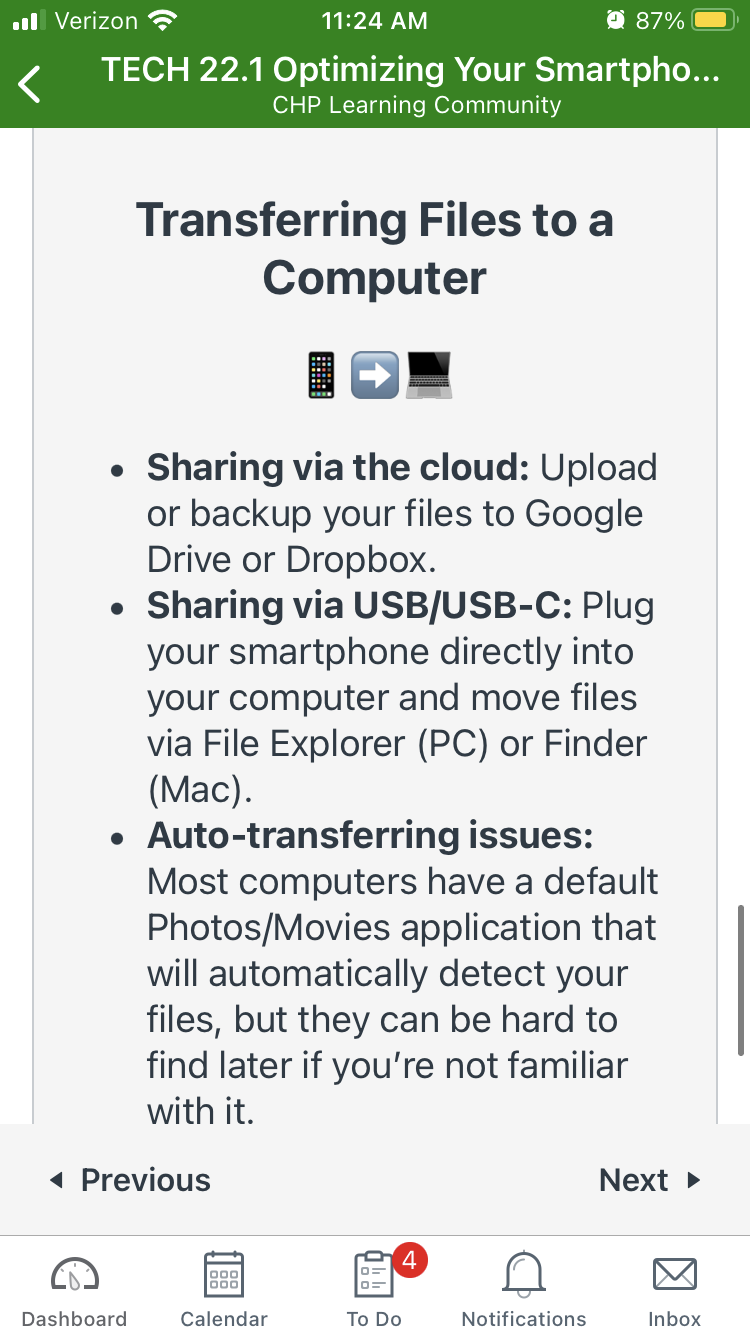 Verizon 11:24 AM 87%
TECH 22.1 Optimizing Your Smartpho...
CHP Learning Community
Transferring Files to a
Computer
• Sharing via the cloud: Upload
or backup your files to Google
Drive or Dropbox.
• Sharing via USB/USB-C: Plug
your smartphone directly into
your computer and move files
via File Explorer (PC) or Finder
(Mac).
• Auto-transferring issues:
Most computers have a default
Photos/Movies application that
will automatically detect your
files, but they can be hard to
find later if you’re not familiar
with it.
Previous Next
4
Dashboard Calendar To Do Notifications Inbox